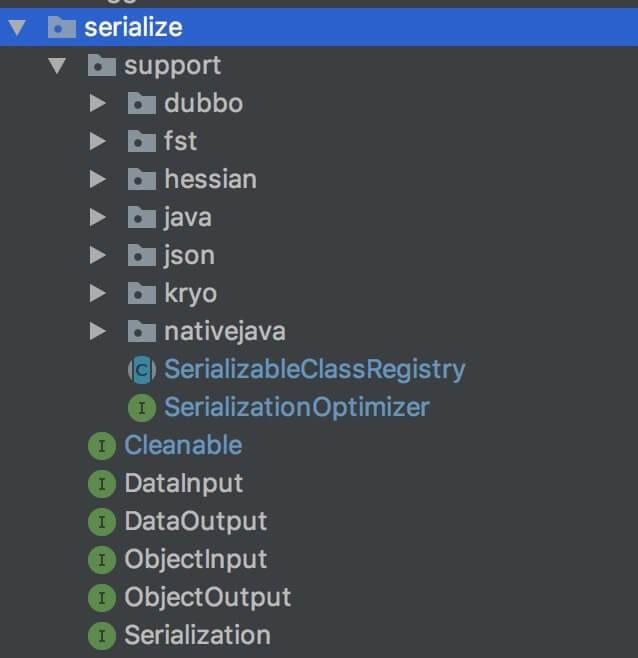 serialize
support
dubbo
fst
hessian
java
json
kryo
nativejava
SerializableClassRegistry
SerializationOptimizer
Cleanable
DataInput
DataOutput
ObjectInput
ObjectOutput
Serialization